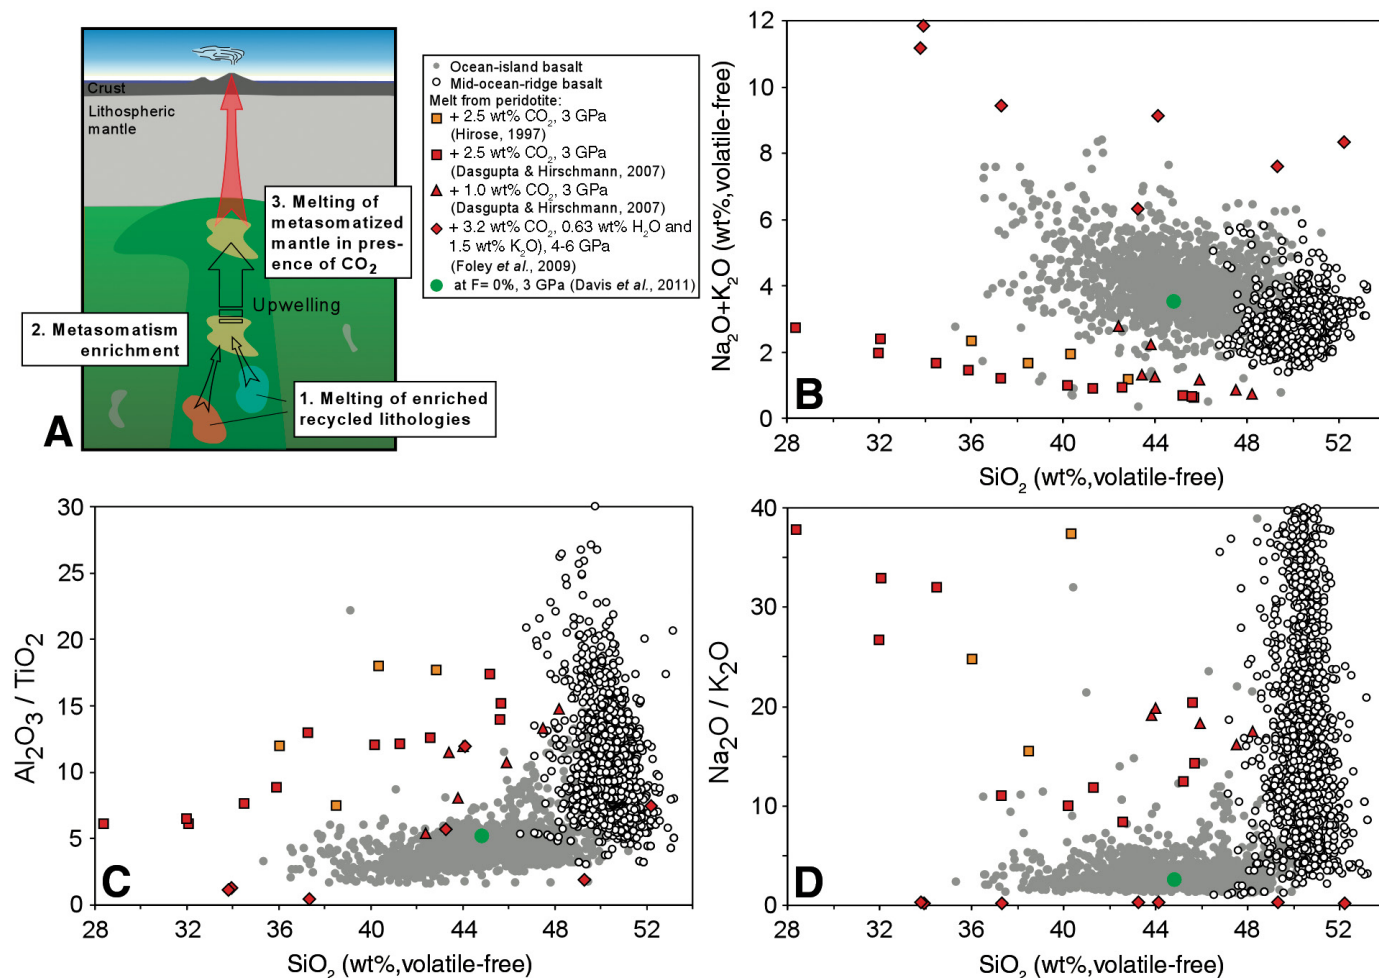 Crust
Lithospheric
mantle
3. Melting of
metasomatized
mantle in pres-
ence of CO2
Upwelling
2. Metasomatism
enrichment
1. Melting of enriched
recycled lithologies
A
Ocean-island basalt
Mid-ocean-ridge basalt
Melt from peridotite:
+ 2.5 wt% CO2, 3 GPa
(Hirose, 1997)
+ 2.5 wt% CO2, 3 GPa
(Dasgupta & Hirschmann, 2007)
+ 1.0 wt% CO2, 3 GPa
(Dasgupta & Hirschmann, 2007)
+ 3.2 wt% CO2, 0.63 wt% H2O and
1.5 wt% K2O), 4-6 GPa
(Foley et al., 2009)
at F= 0%, 3 GPa (Davis et al., 2011)
Na2O+K2O (wt%,volatile-free)
12
10
8
6
4
2
0
B
28 32 36 40 44 48 52
SiO2 (wt%,volatile-free)
Al2O3 / TiO2
30
25
20
15
10
5
0
C
28 32 36 40 44 48 52
SiO2 (wt%,volatile-free)
Na2O / K2O
40
30
20
10
0
D
28 32 36 40 44 48 52
SiO2 (wt%,volatile-free)